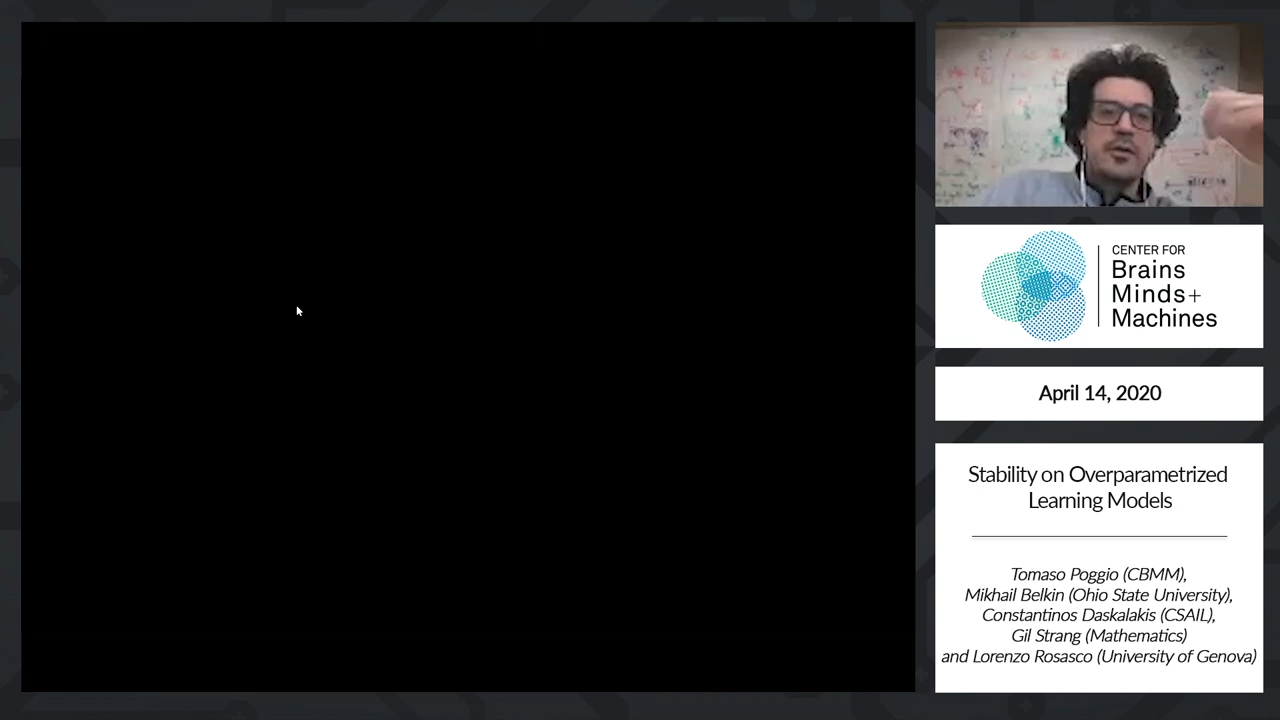 CENTER FOR
Brains
Minds+
Machines
April 14, 2020
Stability on Overparametrized
Learning Models
Tomaso Poggio (CBMM),
Mikhail Belkin (Ohio State University),
Constantinos Daskalakis (CSAIL),
Gil Strang (Mathematics)
and Lorenzo Rosasco (University of Genova)